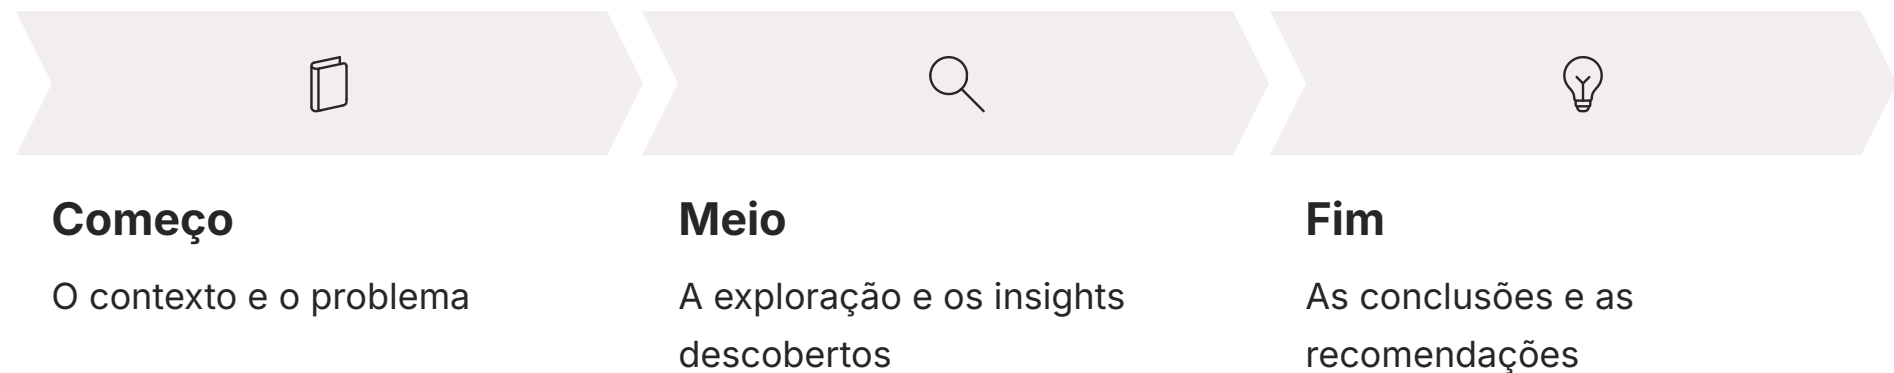 Começo
O contexto e o problema
Meio
A exploração e os insights
descobertos
Fim
As conclusões e as
recomendações